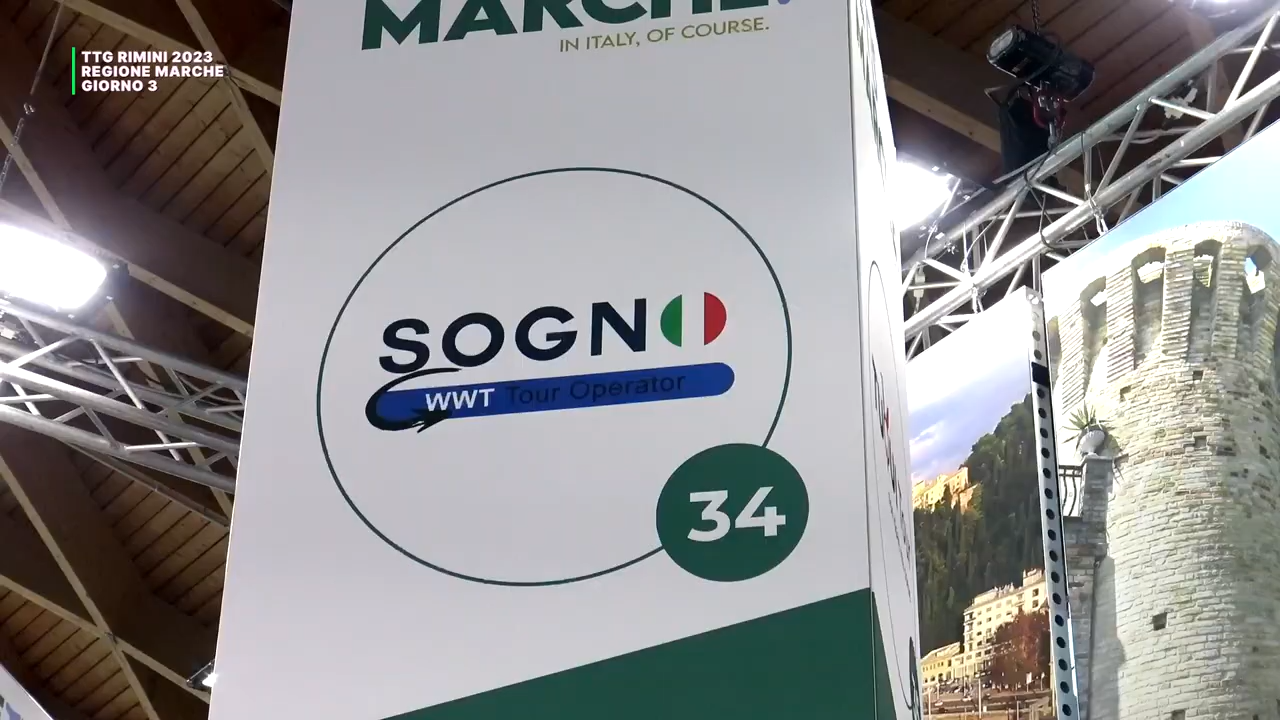 TTG RIMINI 2023
REGIONE MARCHE
GIORNO 3
MARCHE
IN ITALY, OF COURSE.
SOGNO
WWT Tour Operator
34